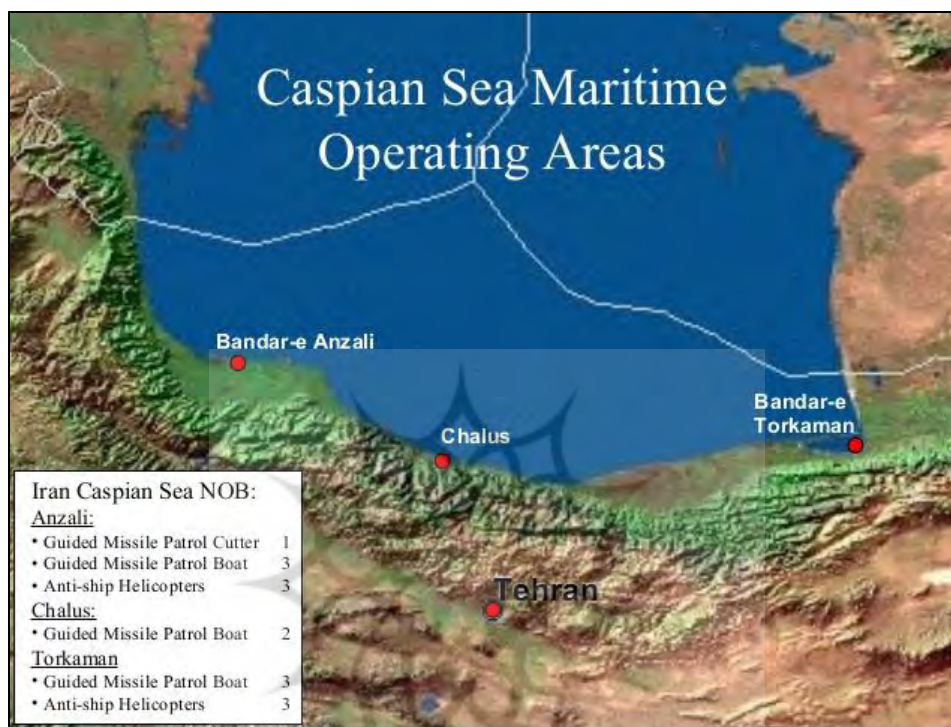 Caspian Sea Maritime
Operating Areas
Bandar-e Anzali
Bandar-e
Torkaman
Chalus
Tehran
Iran Caspian Sea NOB:
Anzali:
• Guided Missile Patrol Cutter 1
• Guided Missile Patrol Boat 3
• Anti-ship Helicopters 3
Chalus:
• Guided Missile Patrol Boat 2
Torkaman
• Guided Missile Patrol Boat 3
• Anti-ship Helicopters 3